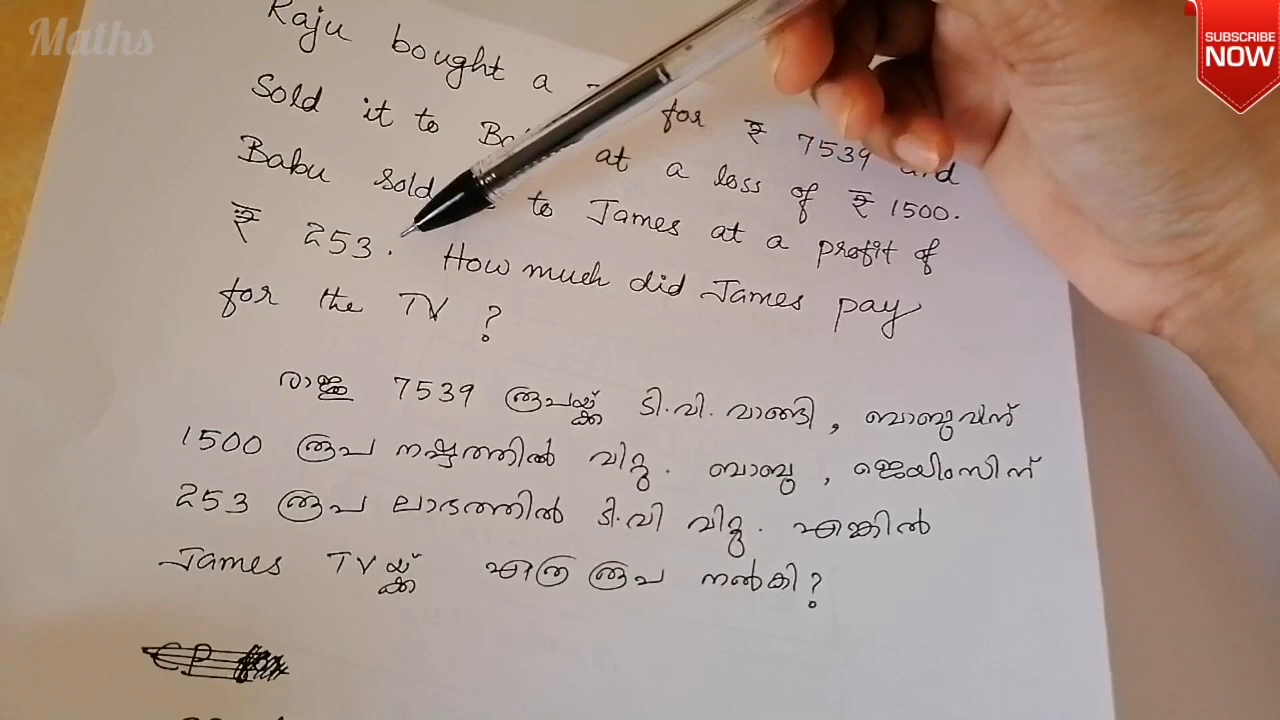 Maths
SUBSCRIBE
NOW
Raju bought a for ₹ 7539 and
Sold it to at a loss of ₹ 1500.
Babu sold to James at a profit of
₹ 253. How much did James pay
for the TV ?
രാജു 7539 രൂപയ്ക്ക് ടി.വി. വാങ്ങി, ബാബുവിന്
1500 രൂപ നഷ്ടത്തിൽ വിറ്റു. ബാബു, ജെയിംസിന്
253 രൂപ ലാഭത്തിൽ ടി.വി വിറ്റു. എങ്കിൽ
James TVയ്ക്ക് എത്ര രൂപ നൽകി?